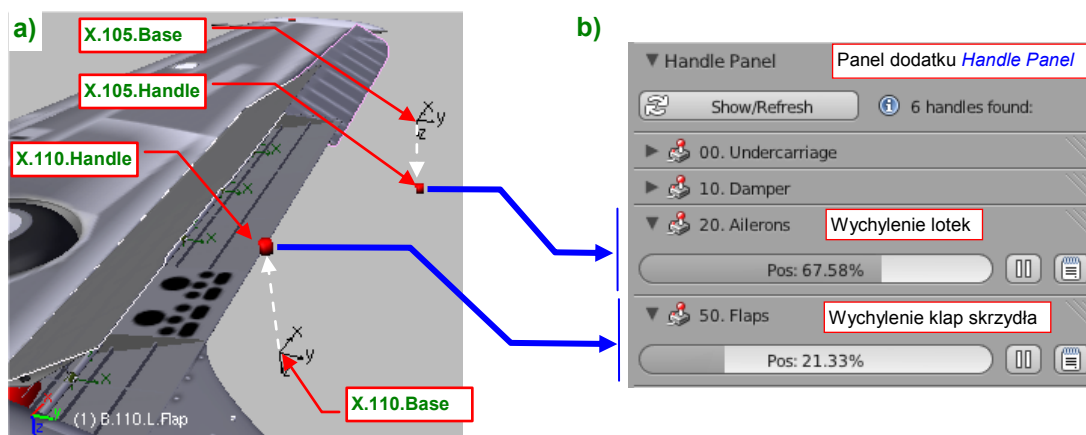 a)
X.105.Base
X.105.Handle
X.110.Handle
X.110.Base
(1) B.110.L.Flap
b)
Handle Panel
Panel dodatku Handle Panel
Show/Refresh
6 handles found:
00. Undercarriage
10. Damper
20. Ailerons
Wychylenie lotek
Pos: 67.58%
50. Flaps
Wychylenie klap skrzydła
Pos: 21.33%